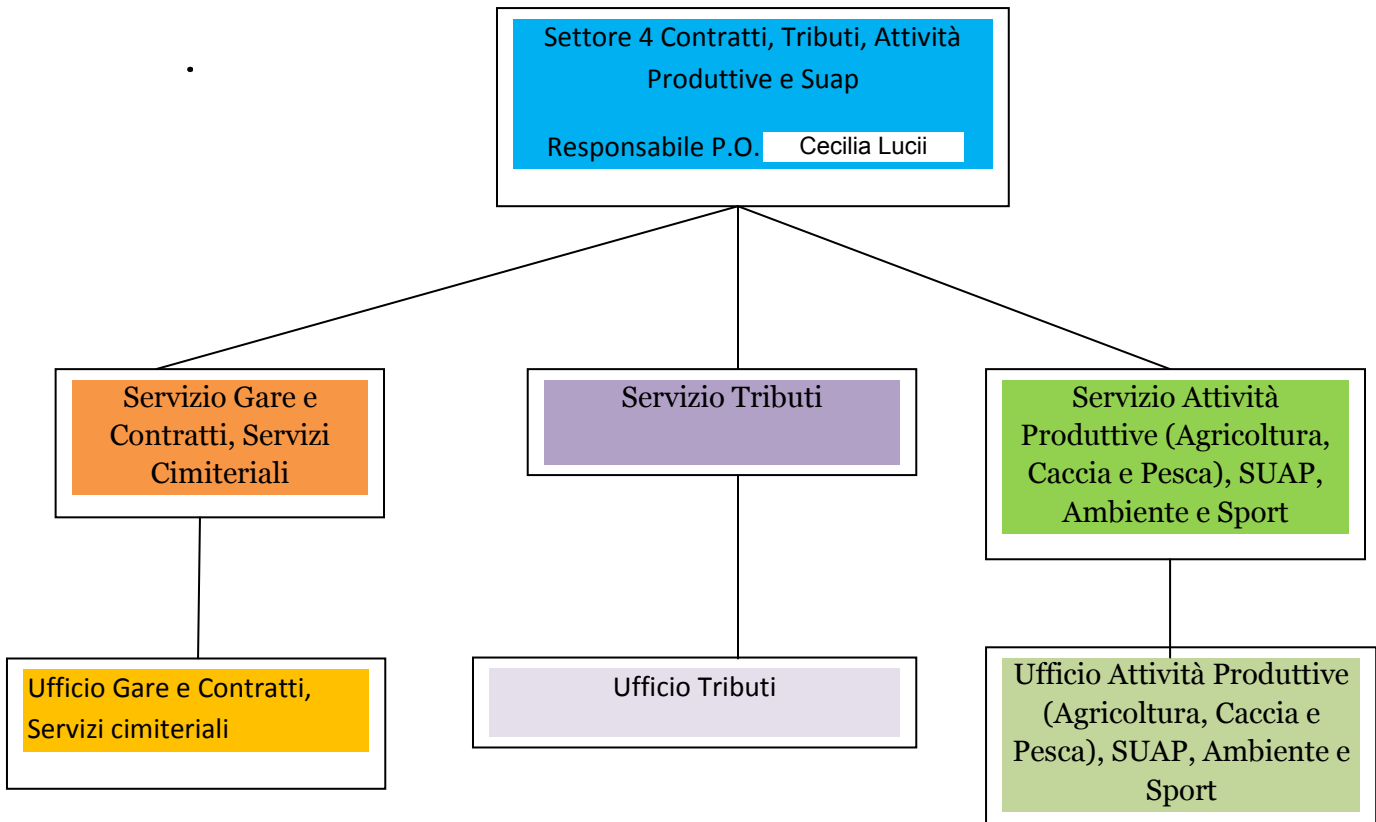 Settore 4 Contratti, Tributi, Attività
Produttive e Suap
Responsabile P.O. Cecilia Lucii
Servizio Gare e
Contratti, Servizi
Cimiteriali
Servizio Tributi
Servizio Attività
Produttive (Agricoltura,
Caccia e Pesca), SUAP,
Ambiente e Sport
Ufficio Gare e Contratti,
Servizi cimiteriali
Ufficio Tributi
Ufficio Attività Produttive
(Agricoltura, Caccia e
Pesca), SUAP, Ambiente e
Sport